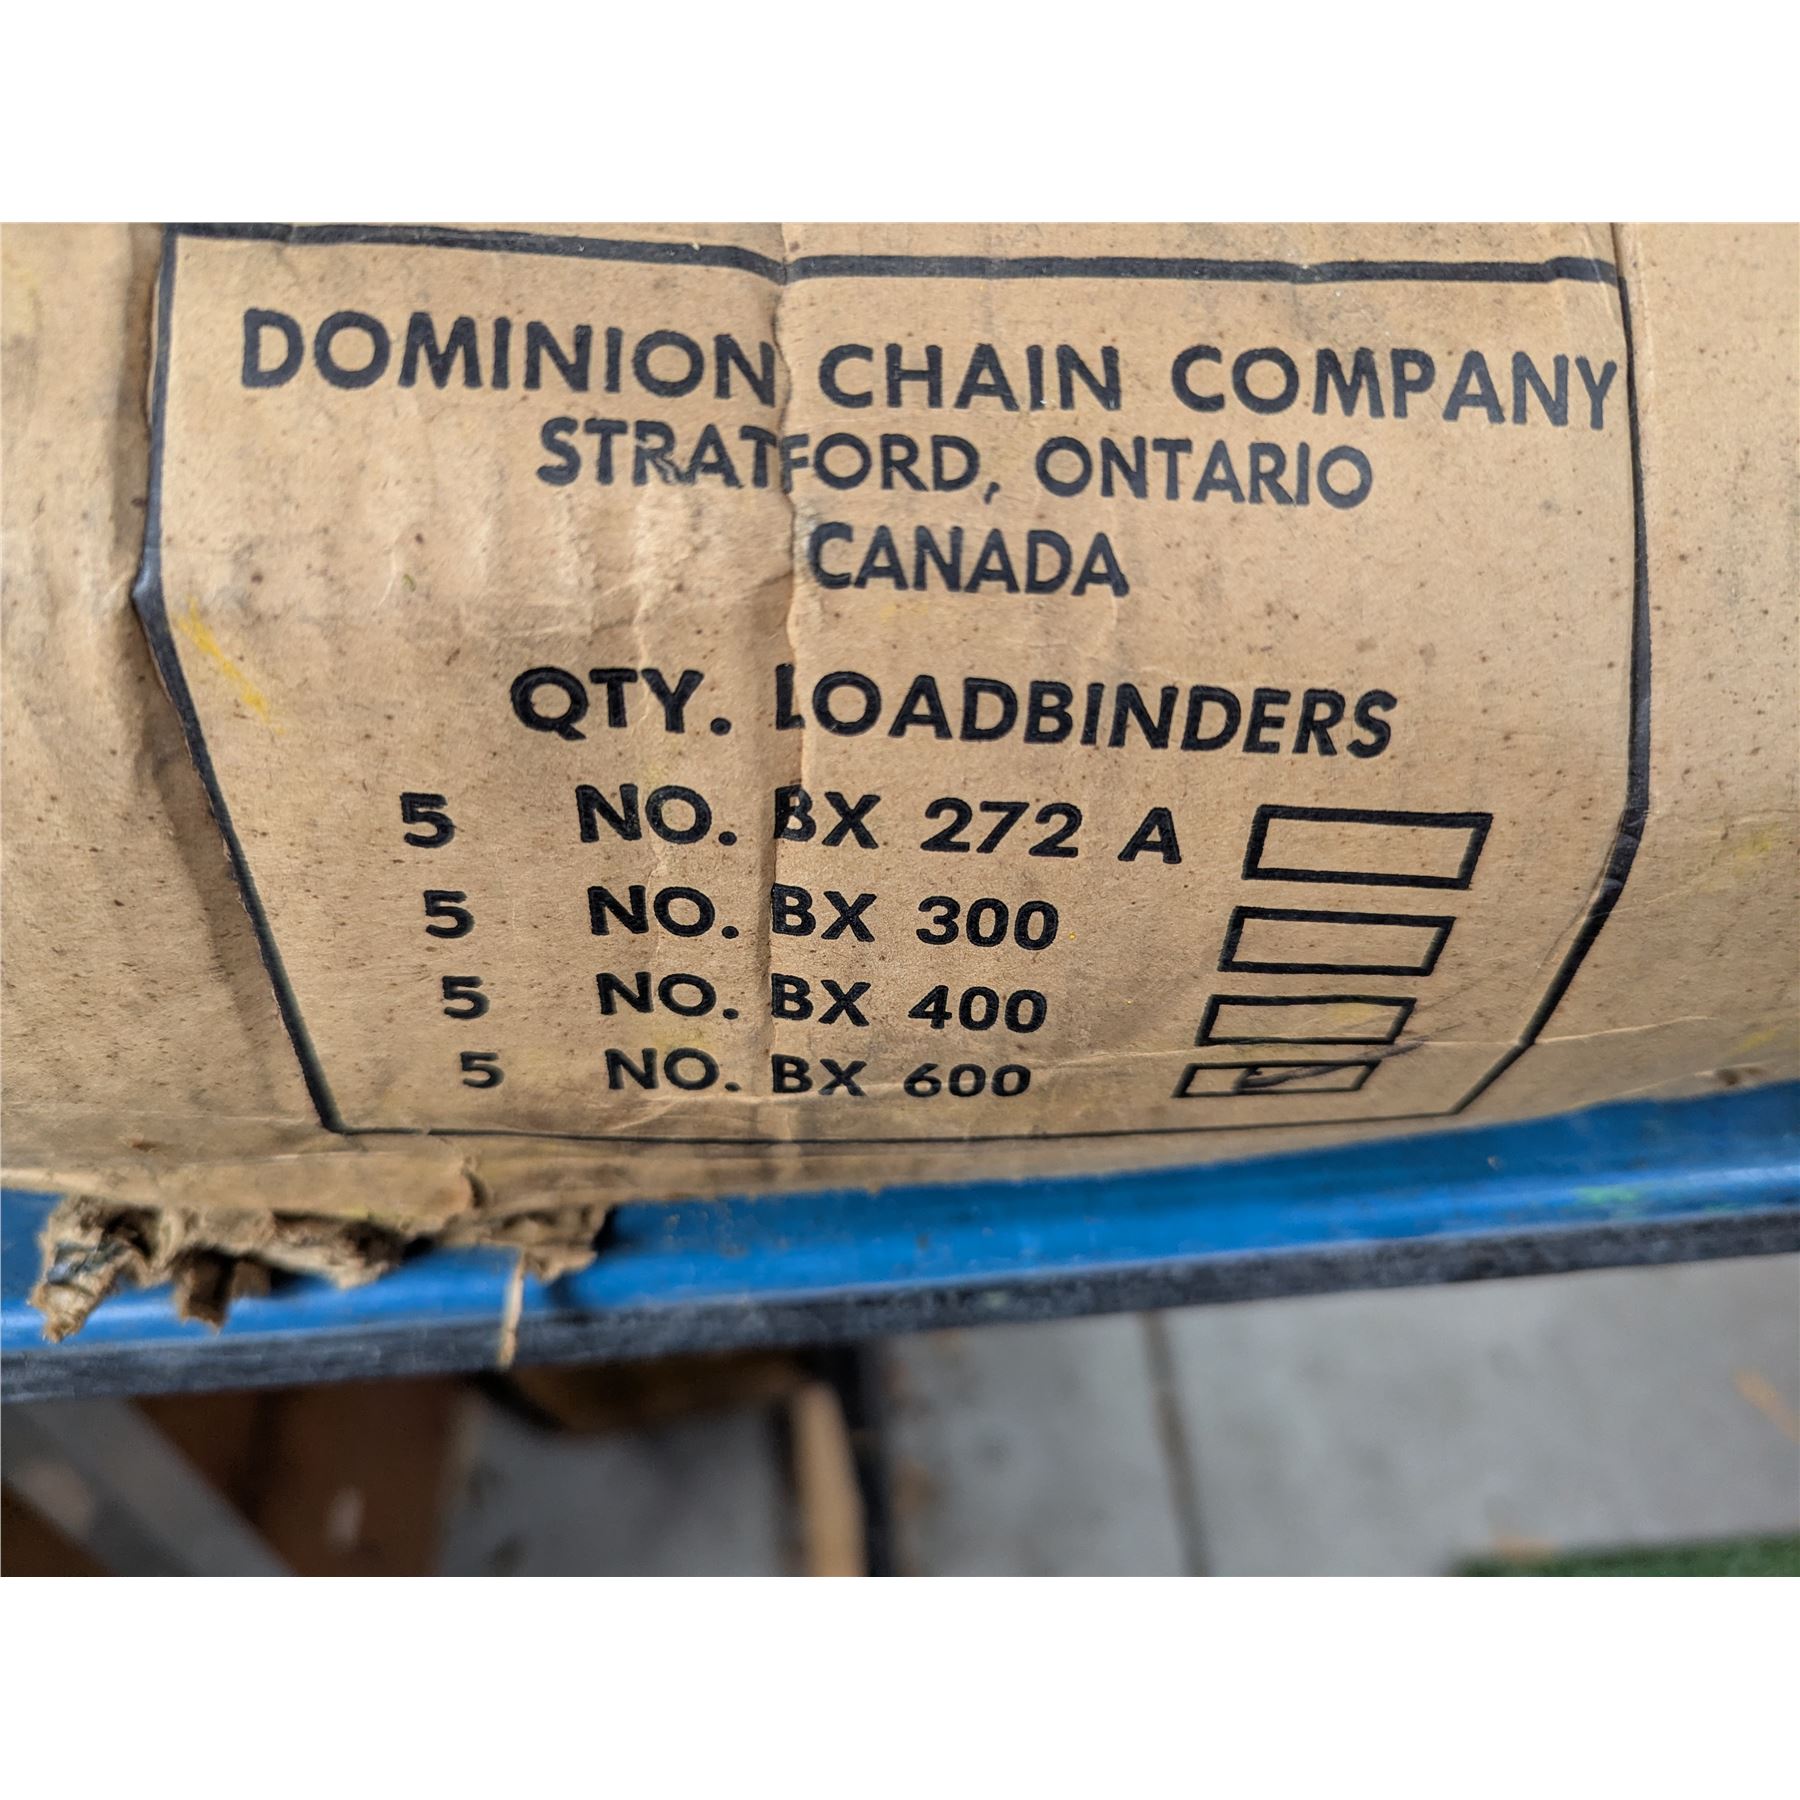 DOMINION CHAIN COMPANY
STRATFORD, ONTARIO
CANADA
QTY. LOADBINDERS
5 NO. BX 272 A
5 NO. BX 300
5 NO. BX 400
5 NO. BX 600